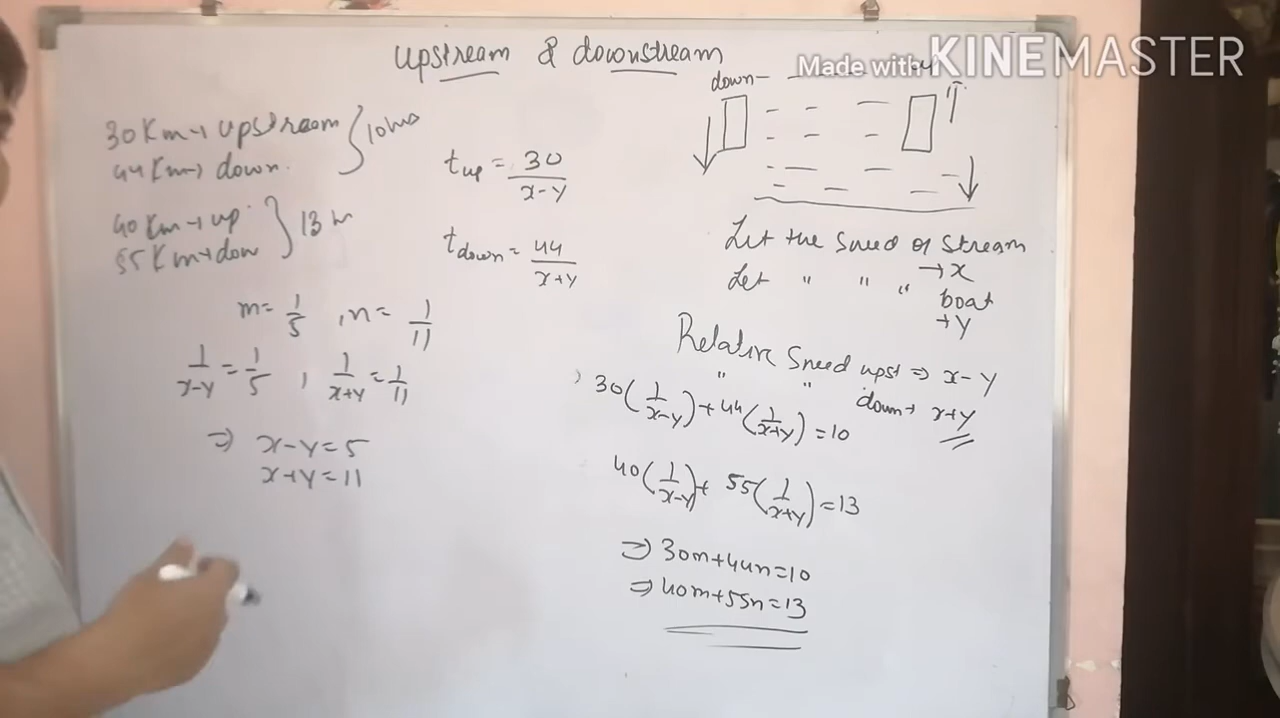 Upstream & downstream
Made with KINEMASTER
down-
30 Km → Upstream } 10 hrs
44 Km → down.
40 Km → up } 13 hr
55 Km → dow
t up = 30/(x-y)
t down = 44/(x+y)
m= 1/5 , n= 1/11
1/(x-y) = 1/5 , 1/(x+y) = 1/11
⇒ x-y=5
x+y=11
Let the Speed of Stream
→ x
Let " " " boat
→ y
Relative Speed upst ⇒ x-y
" " down → x+y
30(1/(x-y))+44(1/(x+y))=10
40(1/(x-y))+ 55(1/(x+y))=13
⇒ 30m+44n=10
⇒ 40m+55n=13